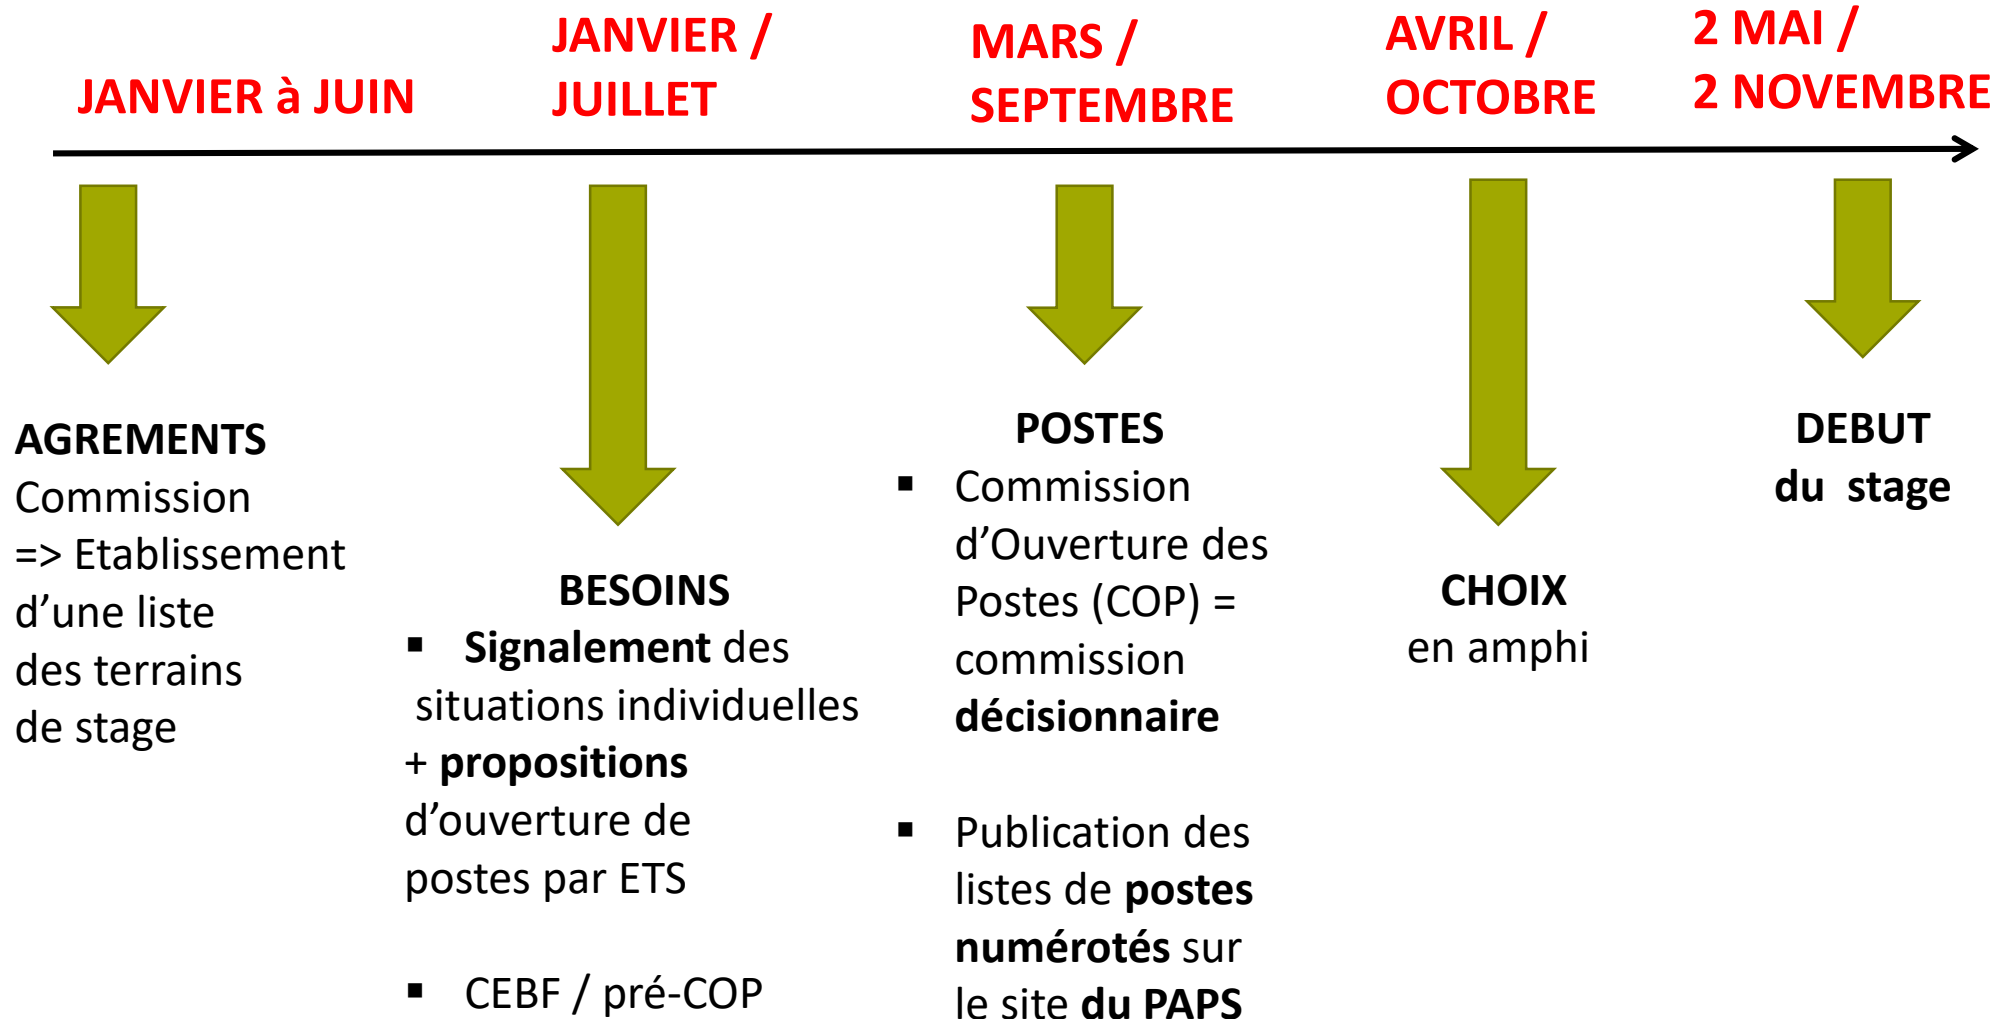 JANVIER à JUIN
JANVIER /
JUILLET
MARS /
SEPTEMBRE
AVRIL /
OCTOBRE
2 MAI /
2 NOVEMBRE
AGREMENTS
Commission
=> Etablissement
d’une liste
des terrains
de stage
BESOINS
▪ Signalement des
situations individuelles
+ propositions
d’ouverture de
postes par ETS
▪ CEBF / pré-COP
POSTES
▪ Commission
d’Ouverture des
Postes (COP) =
commission
décisionnaire
▪ Publication des
listes de postes
numérotés sur
le site du PAPS
CHOIX
en amphi
DEBUT
du stage